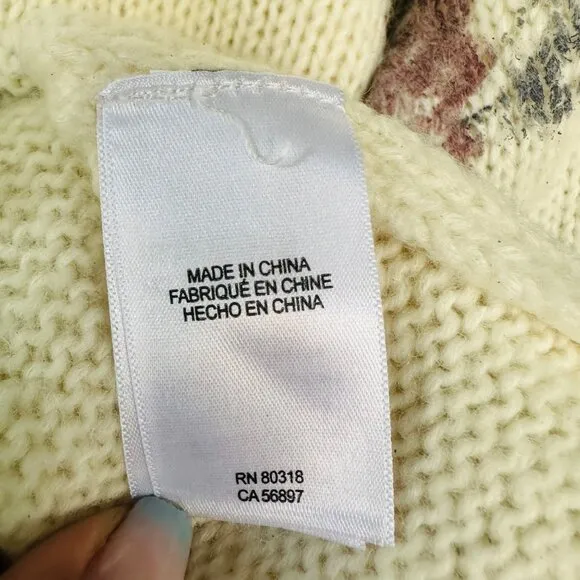 MADE IN CHINA
FABRIQUÉ EN CHINE
HECHO EN CHINA
RN 80318
CA 56897